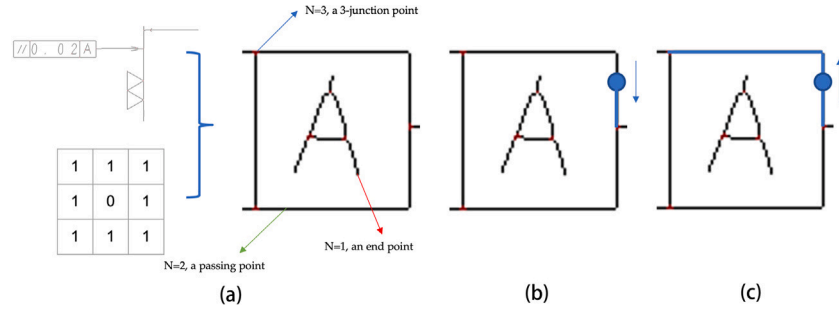 N=3, a 3-junction point
// 0 . 0 2 A
A A A
1 1 1
1 0 1
1 1 1
N=1, an end point
N=2, a passing point
(a) (b) (c)